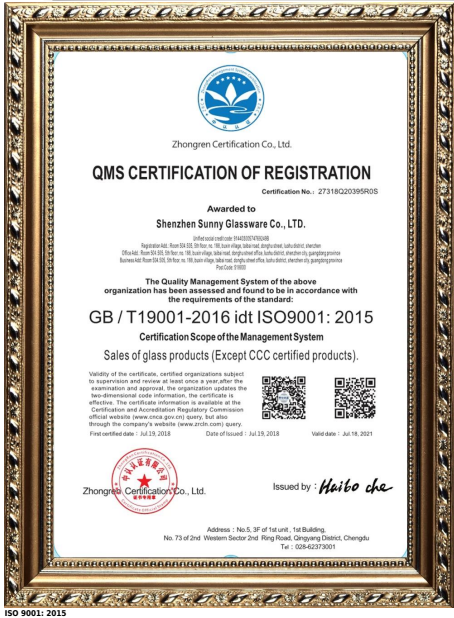 Zhongren Certification Co., Ltd.
QMS CERTIFICATION OF REGISTRATION
Certification No.: 27318Q20395R0S
Awarded to
Shenzhen Sunny Glassware Co., LTD.
Post Code: 518000
The Quality Management System of the above
organization has been assessed and found to be in accordance with
the requirements of the standard:
GB / T19001-2016 idt ISO9001: 2015
Certification Scope of the Management System
Sales of glass products (Except CCC certified products).
Validity of the certificate, certified organizations subject
to supervision and review at least once a year,after the
examination and approval, the organization updates the
two-dimensional code information, the certificate is
effective. The certificate information is available at the
Certification and Accreditation Regulatory Commission
official website (www.cnca.gov.cn) query, but also
through the company's website (www.zrcln.com) query.
First certified date : Jul.19, 2018 Date of Issued : Jul.19, 2018 Valid date : Jul.18, 2021
Zhongren Certification Co., Ltd.
Issued by : Haibo che
Address : No.5, 3F of 1st unit , 1st Building,
No. 73 of 2nd Western Sector 2nd Ring Road, Qingyang District, Chengdu
Tel : 028-62373001
ISO 9001: 2015